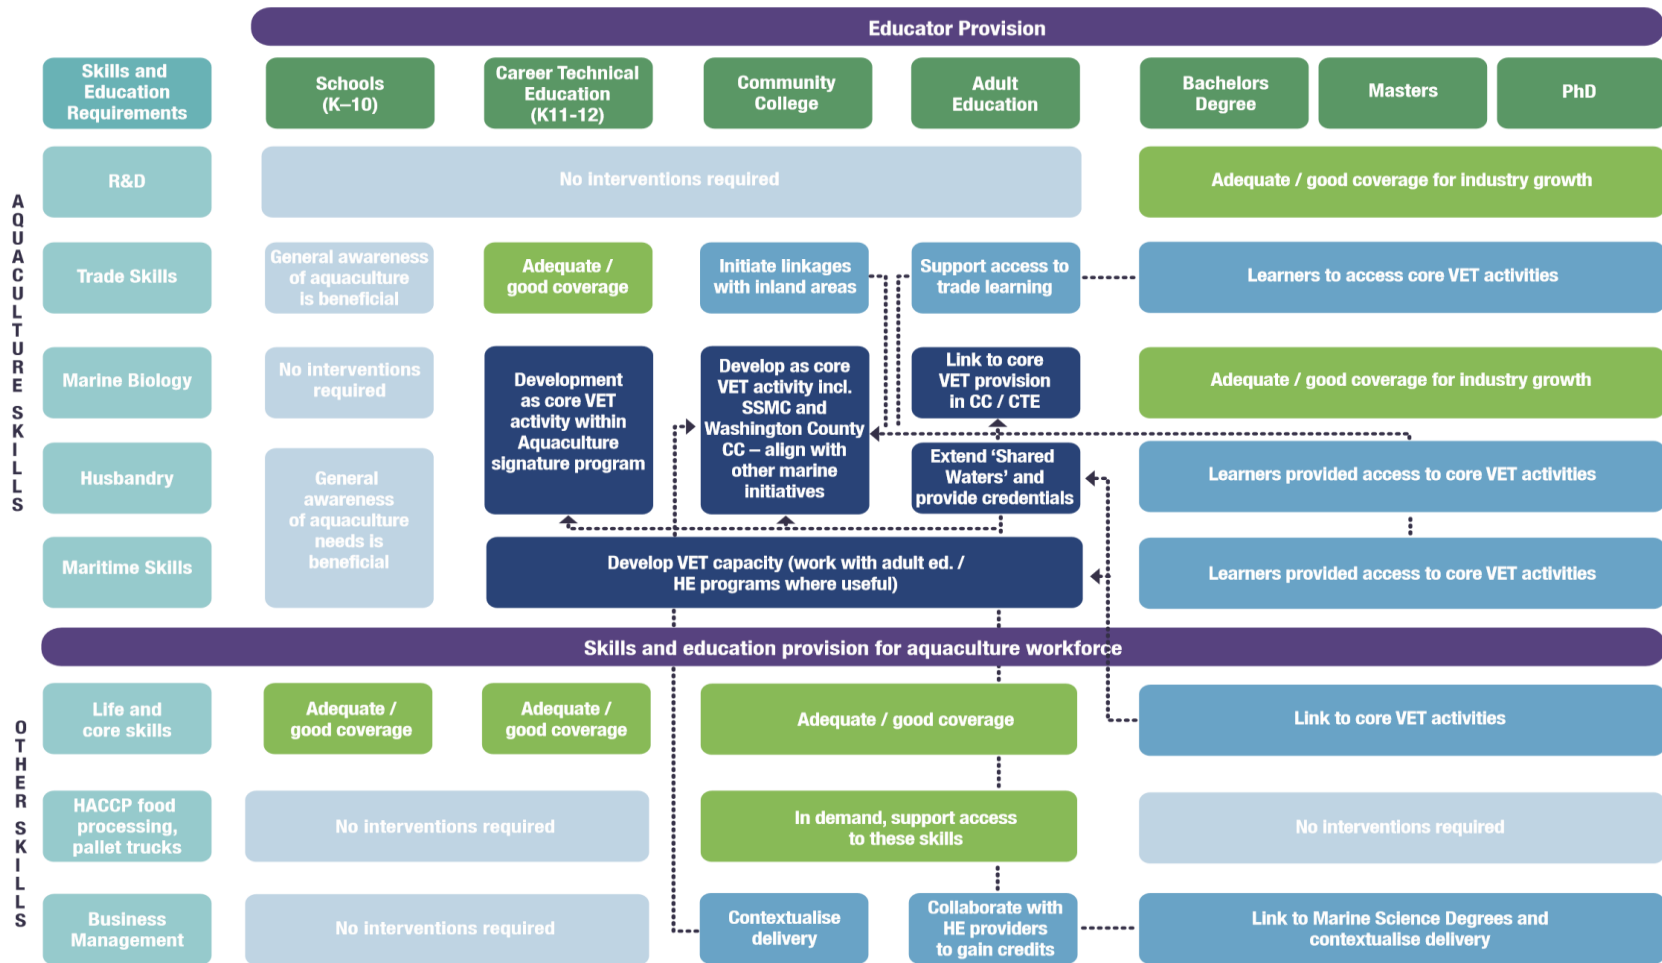 Educator Provision
Skills and
Education
Requirements
Schools
(K–10)
Career Technical
Education
(K11-12)
Community
College
Adult
Education
Bachelors
Degree
Masters
PhD
AQUACULTURE SKILLS
R&D
No interventions required
Adequate / good coverage for industry growth
Trade Skills
General awareness
of aquaculture
is beneficial
Adequate /
good coverage
Initiate linkages
with inland areas
Support access to
trade learning
Learners to access core VET activities
Marine Biology
No interventions
required
Development
as core VET
activity within
Aquaculture
signature program
Develop as core
VET activity incl.
SSMC and
Washington County
CC – align with
other marine
initiatives
Link to core
VET provision
in CC / CTE
Adequate / good coverage for industry growth
Husbandry
General
awareness
of aquaculture
needs is
beneficial
Extend ‘Shared
Waters’ and
provide credentials
Learners provided access to core VET activities
Maritime Skills
Develop VET capacity (work with adult ed. /
HE programs where useful)
Learners provided access to core VET activities
Skills and education provision for aquaculture workforce
OTHER SKILLS
Life and
core skills
Adequate /
good coverage
Adequate /
good coverage
Adequate / good coverage
Link to core VET activities
HACCP food
processing,
pallet trucks
No interventions required
In demand, support access
to these skills
No interventions required
Business
Management
No interventions required
Contextualise
delivery
Collaborate with
HE providers
to gain credits
Link to Marine Science Degrees and
contextualise delivery